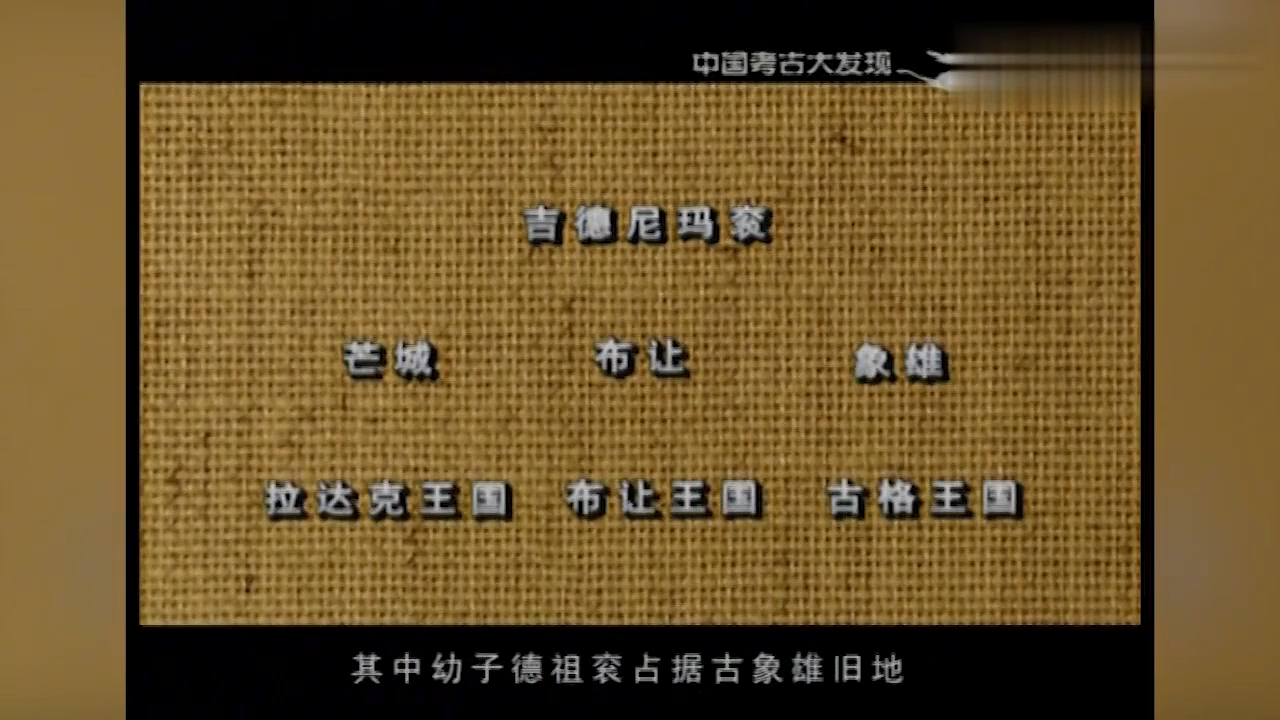 中国考古大发现
吉德尼玛衮
芒城 布让 象雄
拉达克王国 布让王国 古格王国
其中幼子德祖衮占据古象雄旧地